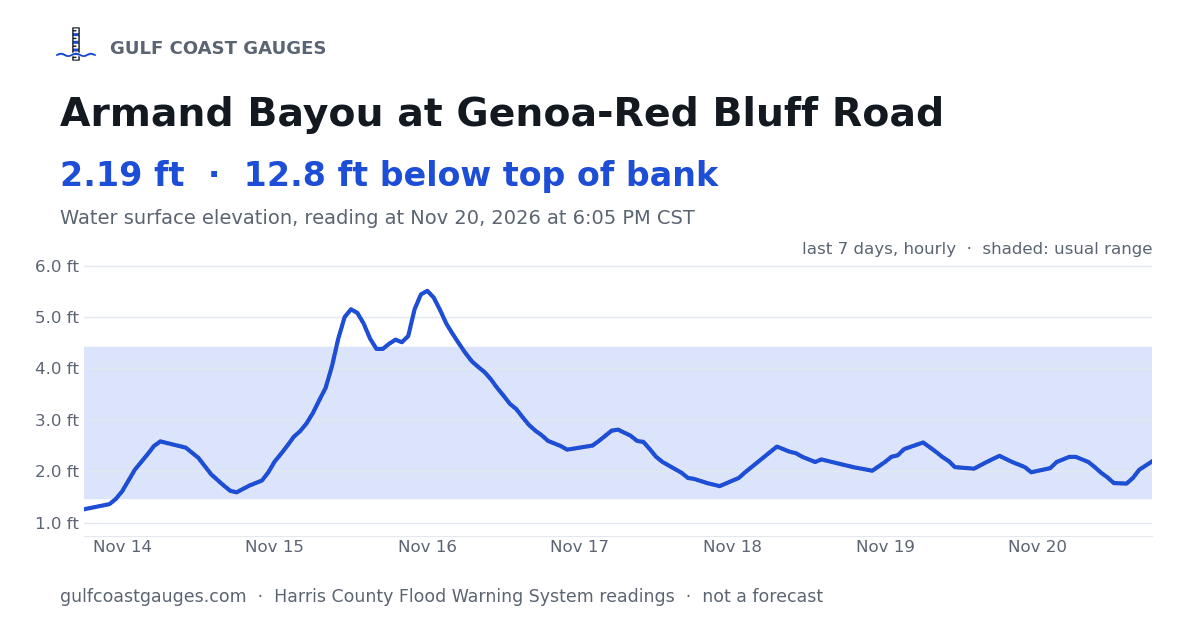 GULF COAST GAUGES
Armand Bayou at Genoa-Red Bluff Road
2.19 ft · 12.8 ft below top of bank
Water surface elevation, reading at Nov 20, 2026 at 6:05 PM CST
last 7 days, hourly · shaded: usual range
6.0 ft
5.0 ft
4.0 ft
3.0 ft
2.0 ft
1.0 ft
Nov 14 Nov 15 Nov 16 Nov 17 Nov 18 Nov 19 Nov 20
gulfcoastgauges.com · Harris County Flood Warning System readings · not a forecast